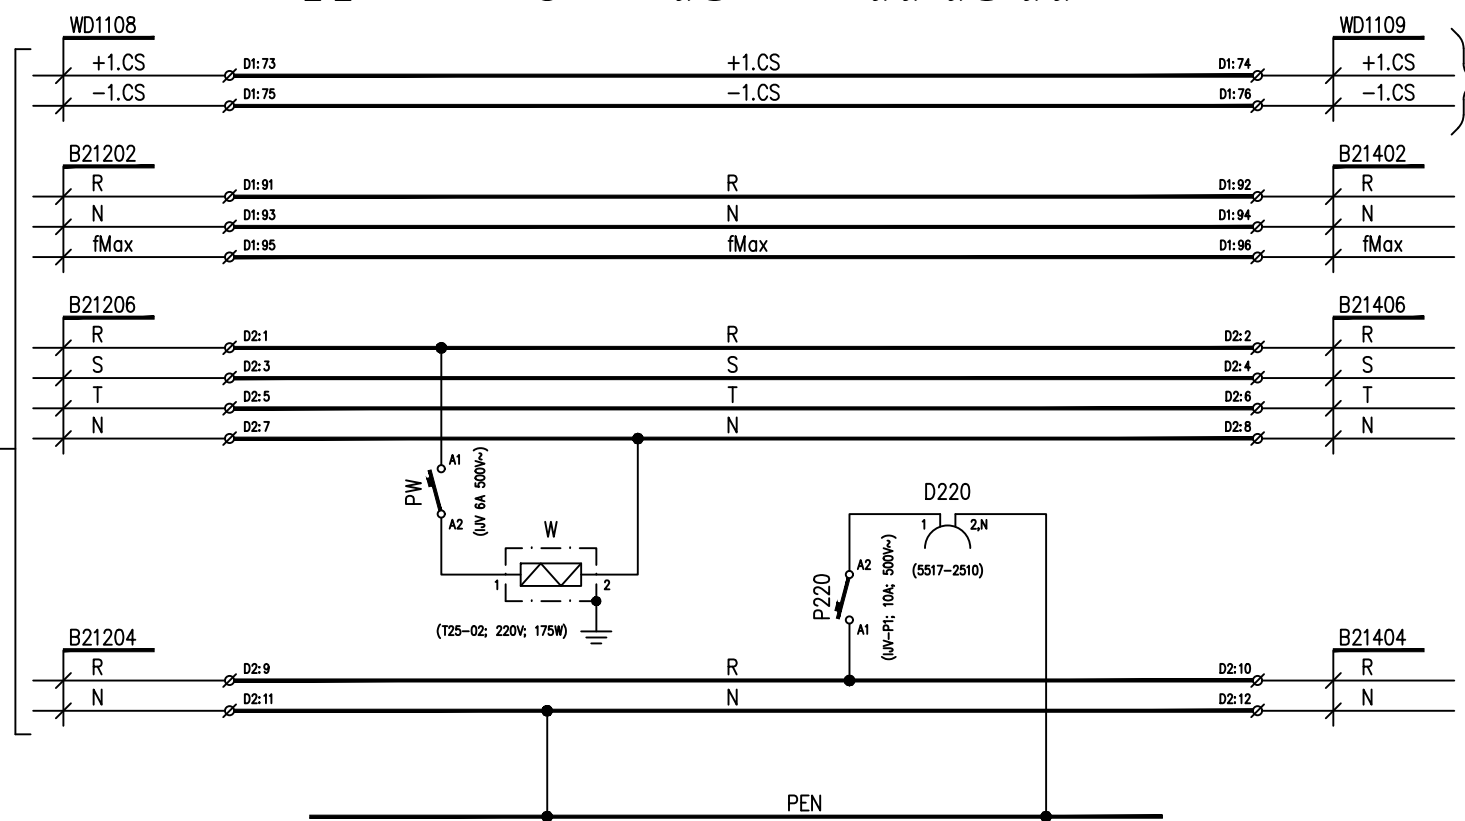 WD1108 WD1109
+1.CS D1:73 +1.CS D1:74 +1.CS
-1.CS D1:75 -1.CS D1:76 -1.CS
B21202 B21402
R D1:91 R D1:92 R
N D1:93 N D1:94 N
fMax D1:95 fMax D1:96 fMax
B21206 B21406
R D2:1 R D2:2 R
S D2:3 S D2:4 S
T D2:5 T D2:6 T
N D2:7 N D2:8 N
A1
PW
A2
(IJV 6A 500V~)
W
1 2
(T25-02; 220V; 175W)
D220
1 2,N
(5517-2510)
A2
P220
A1
(IJV-P1; 10A; 500V~)
B21204 B21404
R D2:9 R D2:10 R
N D2:11 N D2:12 N
PEN